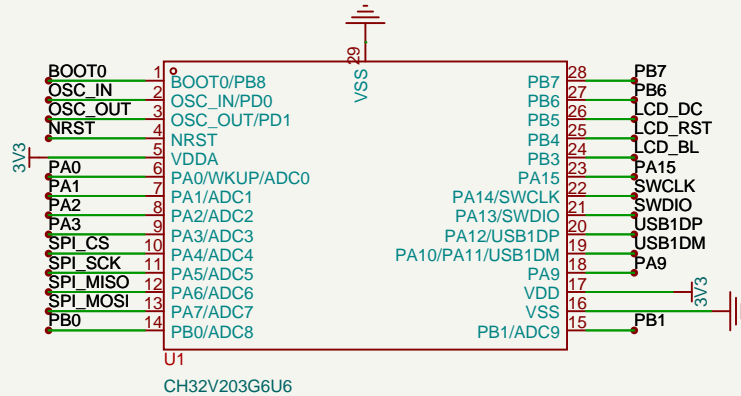 29
VSS
BOOT0 1 BOOT0/PB8 PB7 28 PB7
OSC_IN 2 OSC_IN/PD0 PB6 27 PB6
OSC_OUT 3 OSC_OUT/PD1 PB5 26 LCD_DC
NRST 4 NRST PB4 25 LCD_RST
3V3 5 VDDA PB3 24 LCD_BL
PA0 6 PA0/WKUP/ADC0 PA15 23 PA15
PA1 7 PA1/ADC1 PA14/SWCLK 22 SWCLK
PA2 8 PA2/ADC2 PA13/SWDIO 21 SWDIO
PA3 9 PA3/ADC3 PA12/USB1DP 20 USB1DP
SPI_CS 10 PA4/ADC4 PA10/PA11/USB1DM 19 USB1DM
SPI_SCK 11 PA5/ADC5 PA9 18 PA9
SPI_MISO 12 PA6/ADC6 VDD 17 3V3
SPI_MOSI 13 PA7/ADC7 VSS 16
PB0 14 PB0/ADC8 PB1/ADC9 15 PB1
U1
CH32V203G6U6